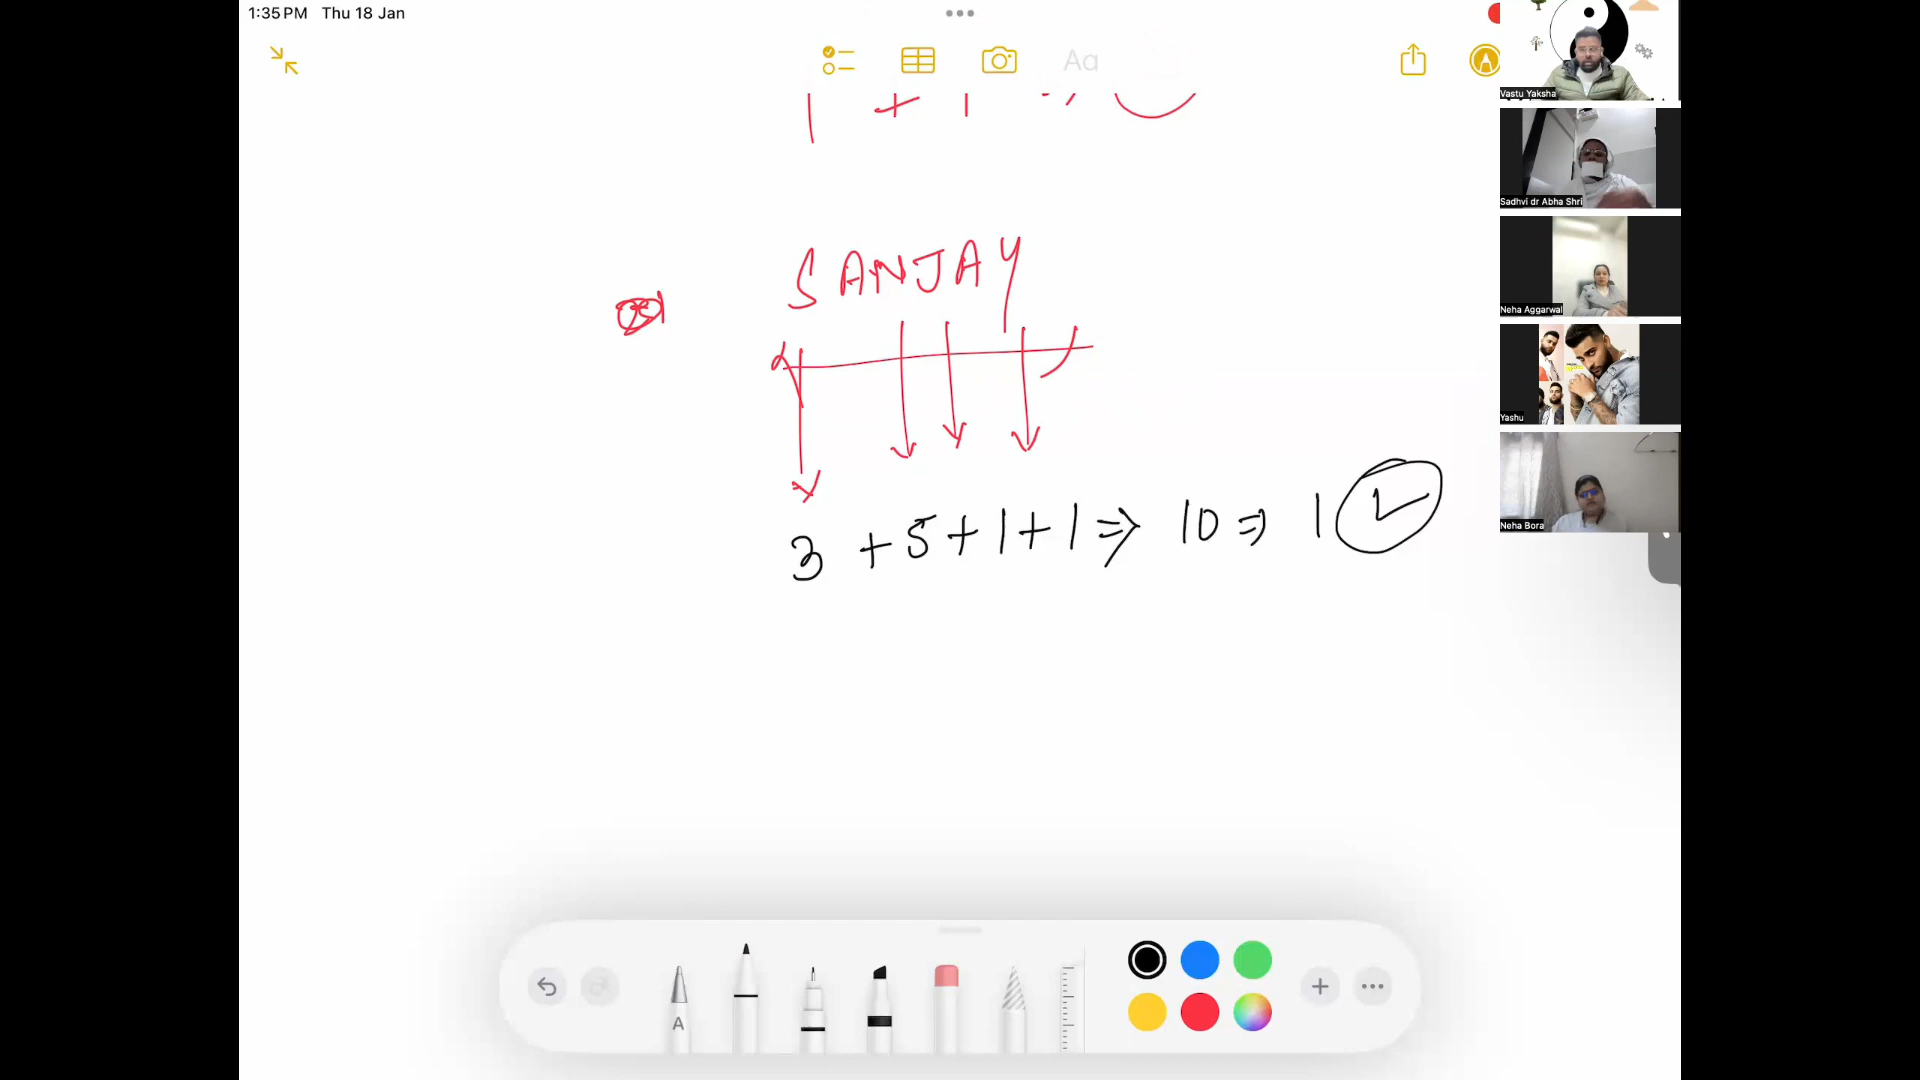 1:35 PM Thu 18 Jan
Aa
SANJAY
3 + 5 + 1 + 1 ⇒ 10 ⇒ 1
A
Vastu Yaksha
Sadhvi dr Abha Shri
Neha Aggarwal
Yashu
Neha Bora